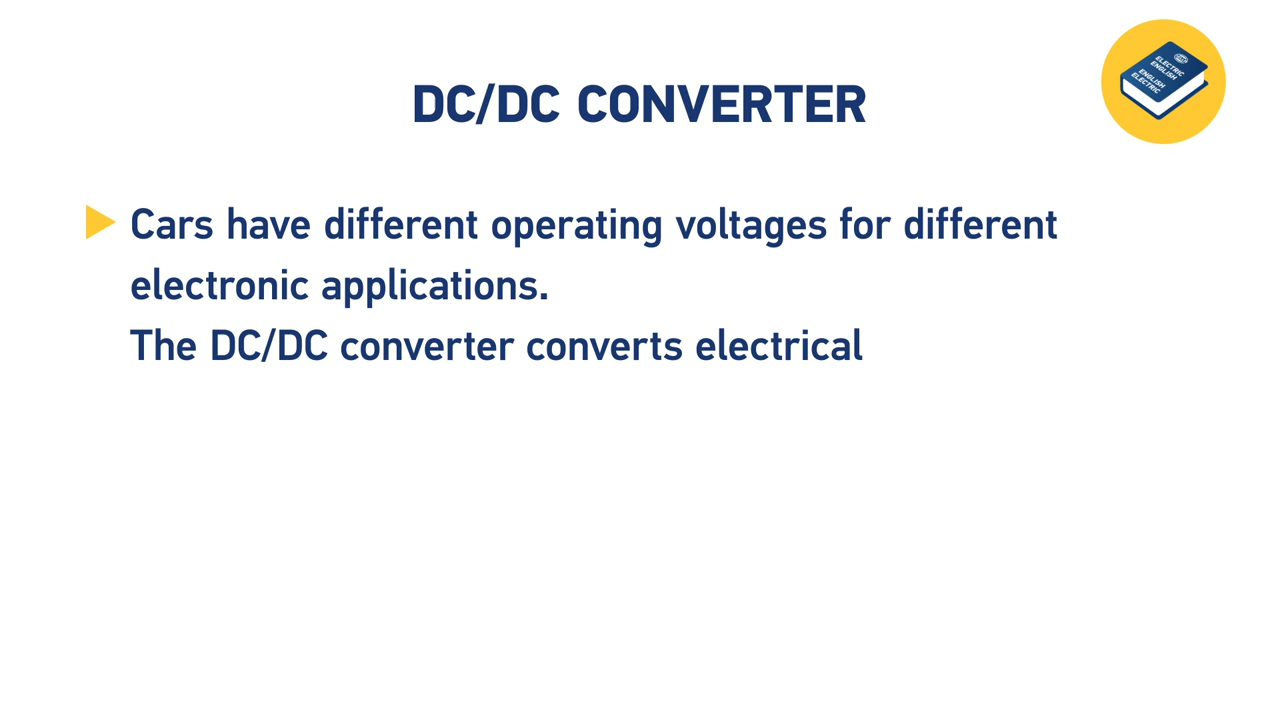 DC/DC CONVERTER
ELECTRIC
ENGLISH
ENGLISH
ELECTRIC
Cars have different operating voltages for different
electronic applications.
The DC/DC converter converts electrical